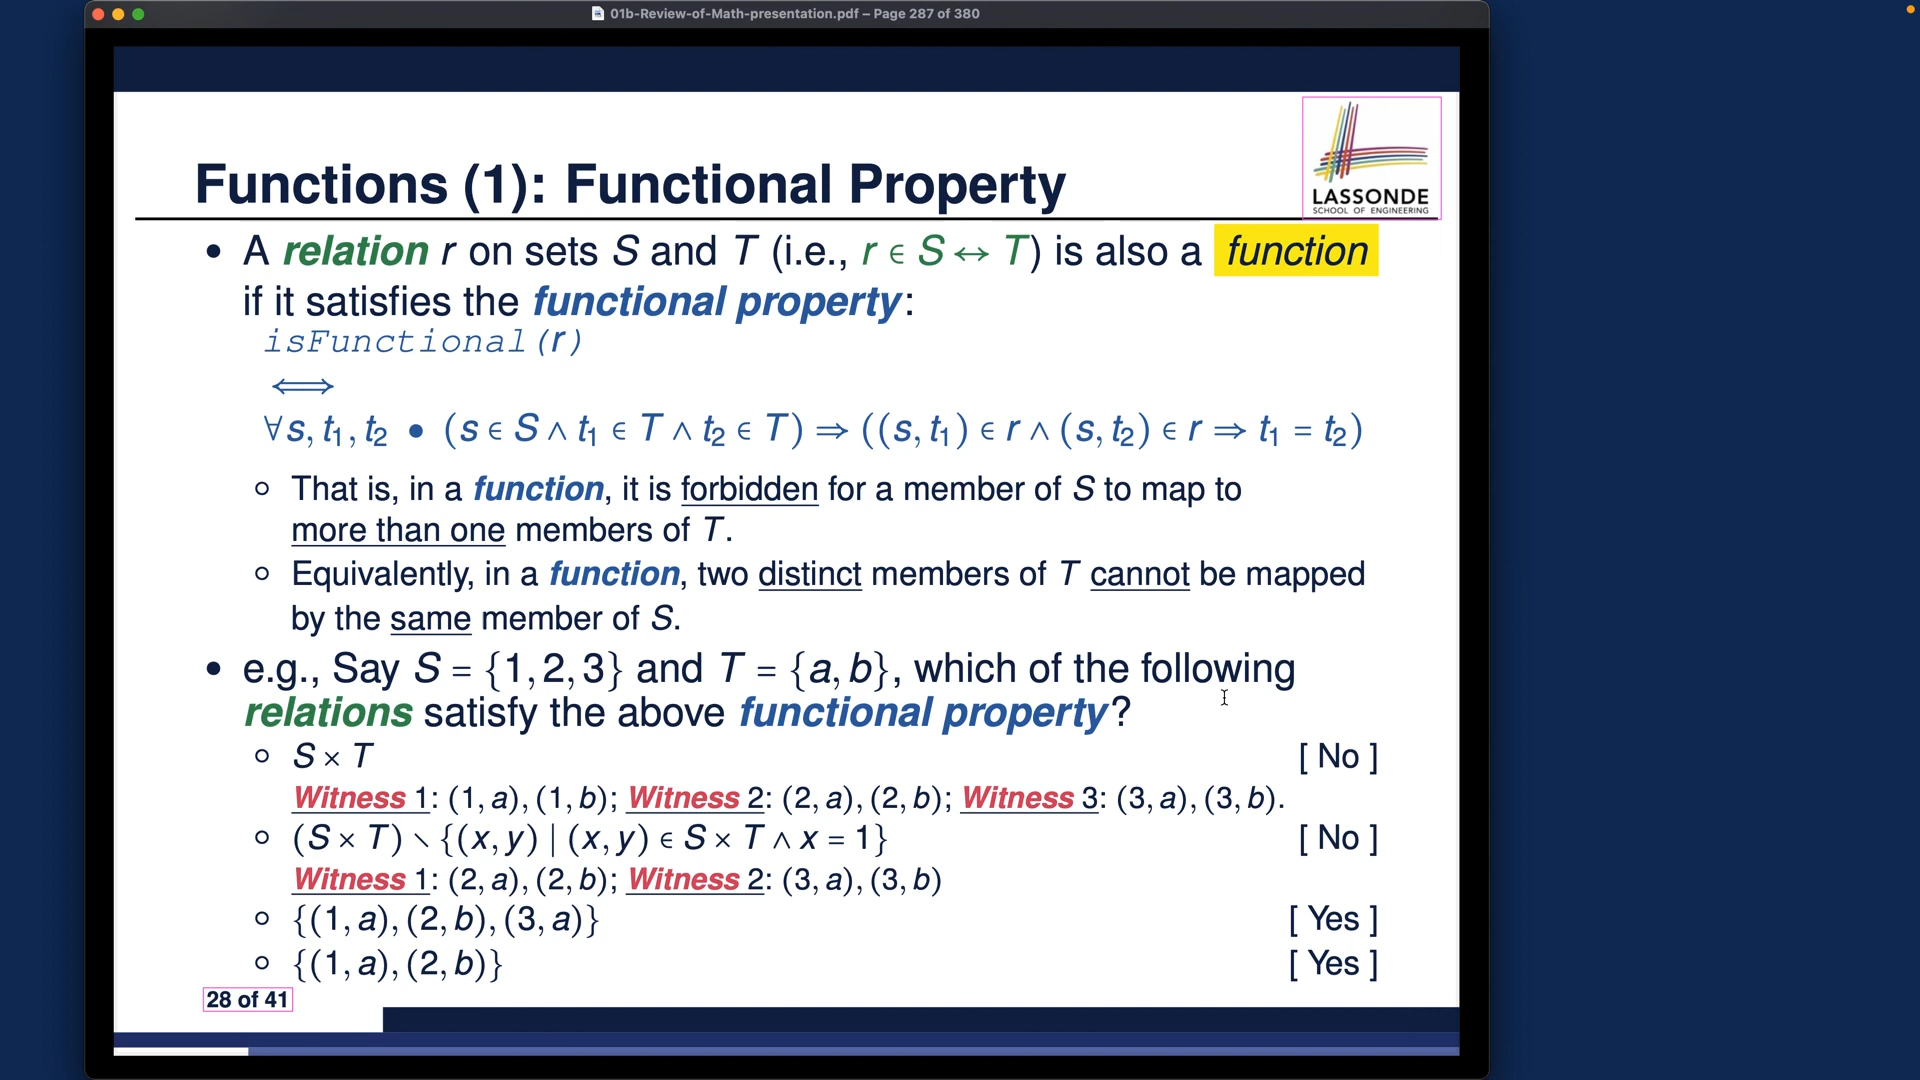 01b-Review-of-Math-presentation.pdf – Page 287 of 380
LASSONDE
SCHOOL OF ENGINEERING
Functions (1): Functional Property
• A relation r on sets S and T (i.e., r ∈ S ↔ T) is also a function
if it satisfies the functional property:
isFunctional(r)
⟺
∀s, t₁, t₂ • (s ∈ S ∧ t₁ ∈ T ∧ t₂ ∈ T) ⇒ ((s, t₁) ∈ r ∧ (s, t₂) ∈ r ⇒ t₁ = t₂)
○ That is, in a function, it is forbidden for a member of S to map to
more than one members of T.
○ Equivalently, in a function, two distinct members of T cannot be mapped
by the same member of S.
• e.g., Say S = {1, 2, 3} and T = {a, b}, which of the following
relations satisfy the above functional property?
○ S × T [ No ]
Witness 1: (1, a), (1, b); Witness 2: (2, a), (2, b); Witness 3: (3, a), (3, b).
○ (S × T) ∖ {(x, y) | (x, y) ∈ S × T ∧ x = 1} [ No ]
Witness 1: (2, a), (2, b); Witness 2: (3, a), (3, b)
○ {(1, a), (2, b), (3, a)} [ Yes ]
○ {(1, a), (2, b)} [ Yes ]
28 of 41